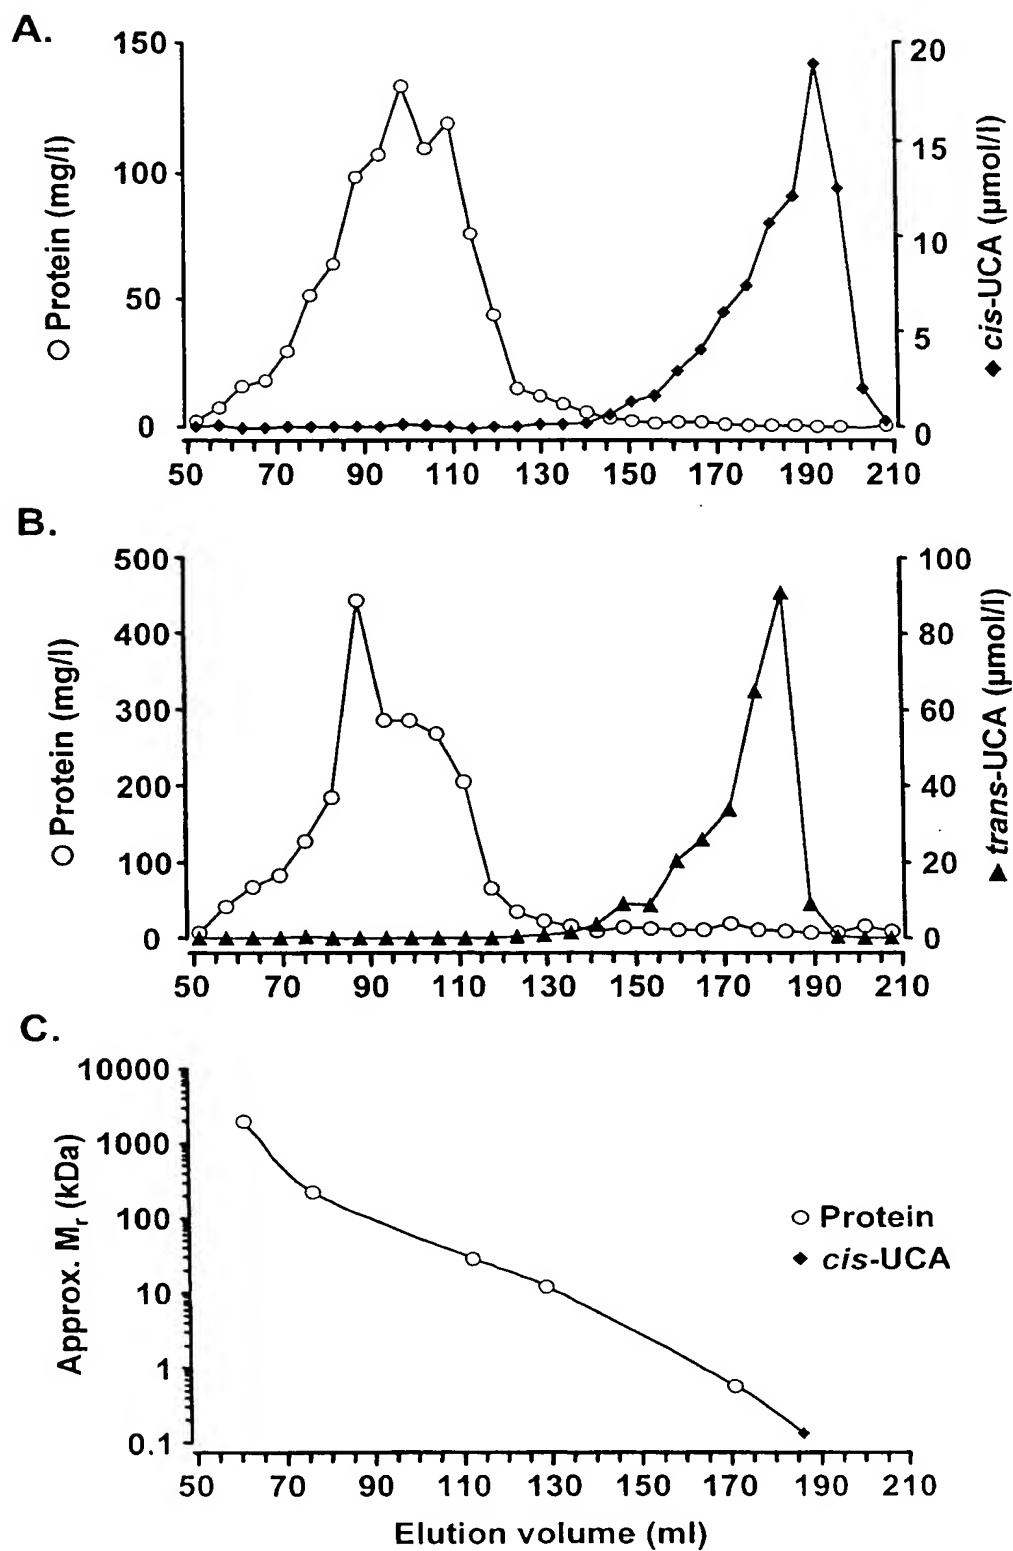 A.
150
100
50
0
20
15
10
5
0
○ Protein (mg/l)
◆ cis-UCA (µmol/l)
50 70 90 110 130 150 170 190 210
B.
500
400
300
200
100
0
100
80
60
40
20
0
○ Protein (mg/l)
▲ trans-UCA (µmol/l)
50 70 90 110 130 150 170 190 210
C.
10000
1000
100
10
1
0.1
Approx. Mr (kDa)
○ Protein
◆ cis-UCA
50 70 90 110 130 150 170 190 210
Elution volume (ml)